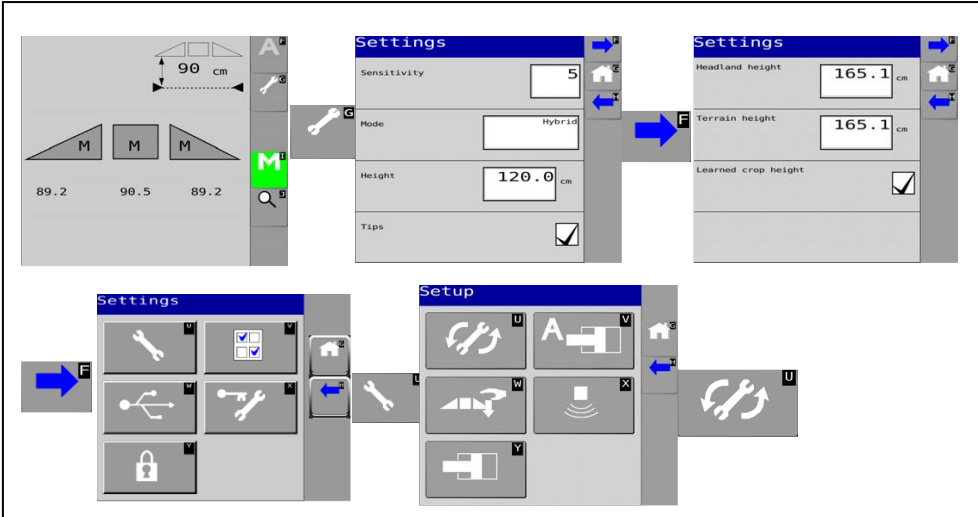 A F
90 cm
G
M M M
M I
89.2 90.5 89.2
J
G
Settings
F
Sensitivity 5
G
I
Mode Hybrid
Height 120.0 cm
Tips
F
Settings
F
Headland height 165.1 cm
G
I
Terrain height 165.1 cm
Learned crop height
F
Settings
U V
G
W X
H
Y
U
Setup
U A V
G
W X
H
Y
U